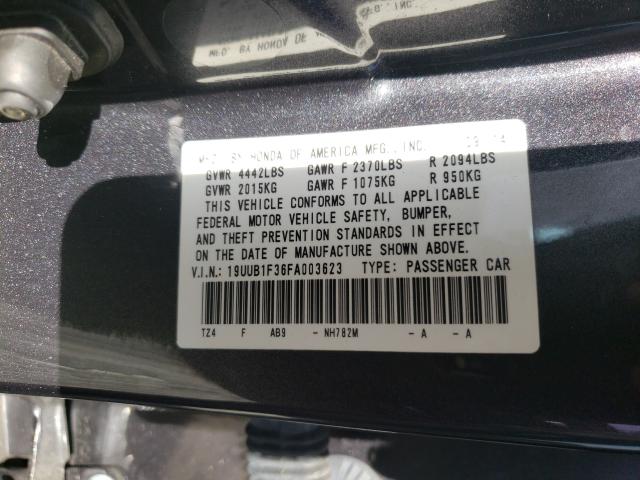 MFD. BY HONDA OF AMERICA MFG., INC.
GVWR 4442LBS GAWR F 2370LBS R 2094LBS
GVWR 2015KG GAWR F 1075KG R 950KG
THIS VEHICLE CONFORMS TO ALL APPLICABLE
FEDERAL MOTOR VEHICLE SAFETY, BUMPER,
AND THEFT PREVENTION STANDARDS IN EFFECT
ON THE DATE OF MANUFACTURE SHOWN ABOVE.
V.I.N.: 19UUB1F36FA003623 TYPE: PASSENGER CAR
TZ4 F AB9 - NH782M - A - A